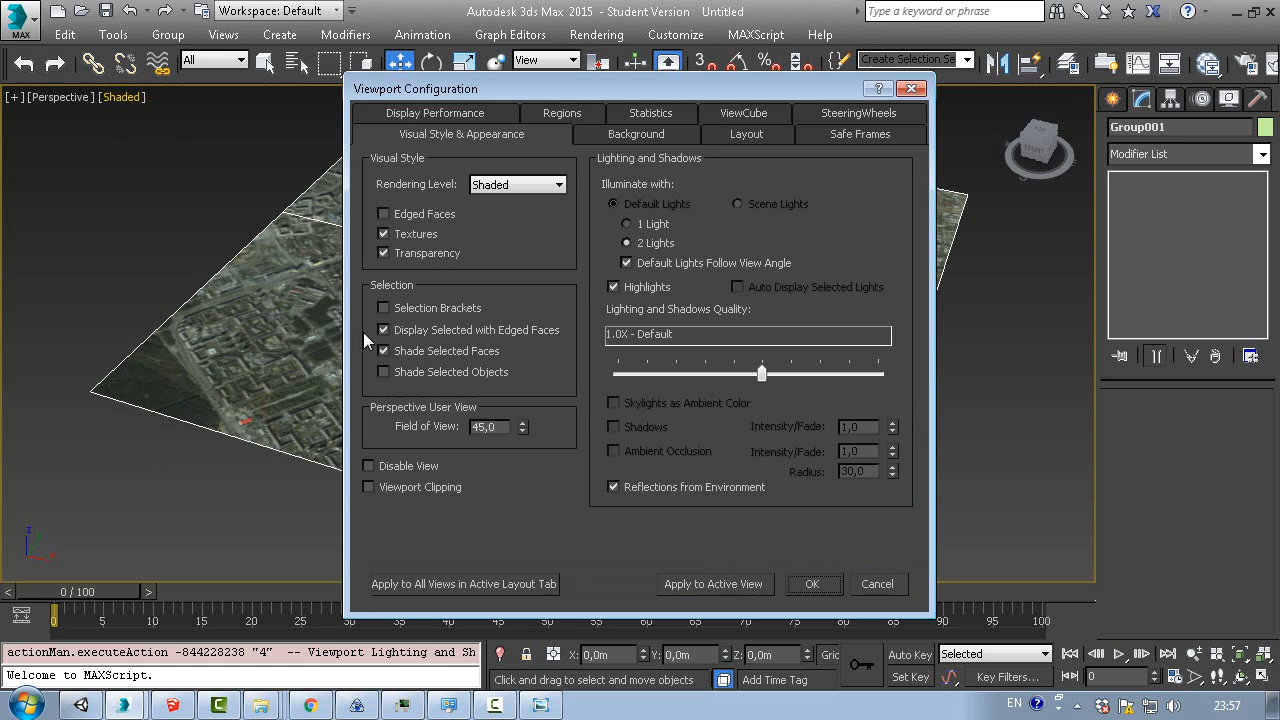 Workspace: Default
Autodesk 3ds Max 2015 - Student Version Untitled
Type a keyword or phrase
MAX
Edit Tools Group Views Create Modifiers Animation Graph Editors Rendering Customize MAXScript Help
All
View
Create Selection Se
[+] [Perspective] [Shaded]
Viewport Configuration
Display Performance Regions Statistics ViewCube SteeringWheels
Visual Style & Appearance Background Layout Safe Frames
Visual Style
Rendering Level: Shaded
Edged Faces
Textures
Transparency
Selection
Selection Brackets
Display Selected with Edged Faces
Shade Selected Faces
Shade Selected Objects
Perspective User View
Field of View: 45,0
Disable View
Viewport Clipping
Lighting and Shadows
Illuminate with:
Default Lights Scene Lights
1 Light
2 Lights
Default Lights Follow View Angle
Highlights Auto Display Selected Lights
Lighting and Shadows Quality:
1.0X - Default
Skylights as Ambient Color
Shadows Intensity/Fade: 1,0
Ambient Occlusion Intensity/Fade: 1,0
Radius: 30,0
Reflections from Environment
Apply to All Views in Active Layout Tab Apply to Active View OK Cancel
FRONT
Group001
Modifier List
z
x
< 0 / 100 >
0 5 10 15 20 25 30 35 40 45 50 55 60 65 70 75 80 85 90 95 100
actionMan.executeAction -844228238 "4" -- Viewport Lighting and Sh
Welcome to MAXScript.
X: 0,0m Y: 0,0m Z: 0,0m Gric
Click and drag to select and move objects
Add Time Tag
Auto Key Selected
Set Key Key Filters...
0
EN
23:57